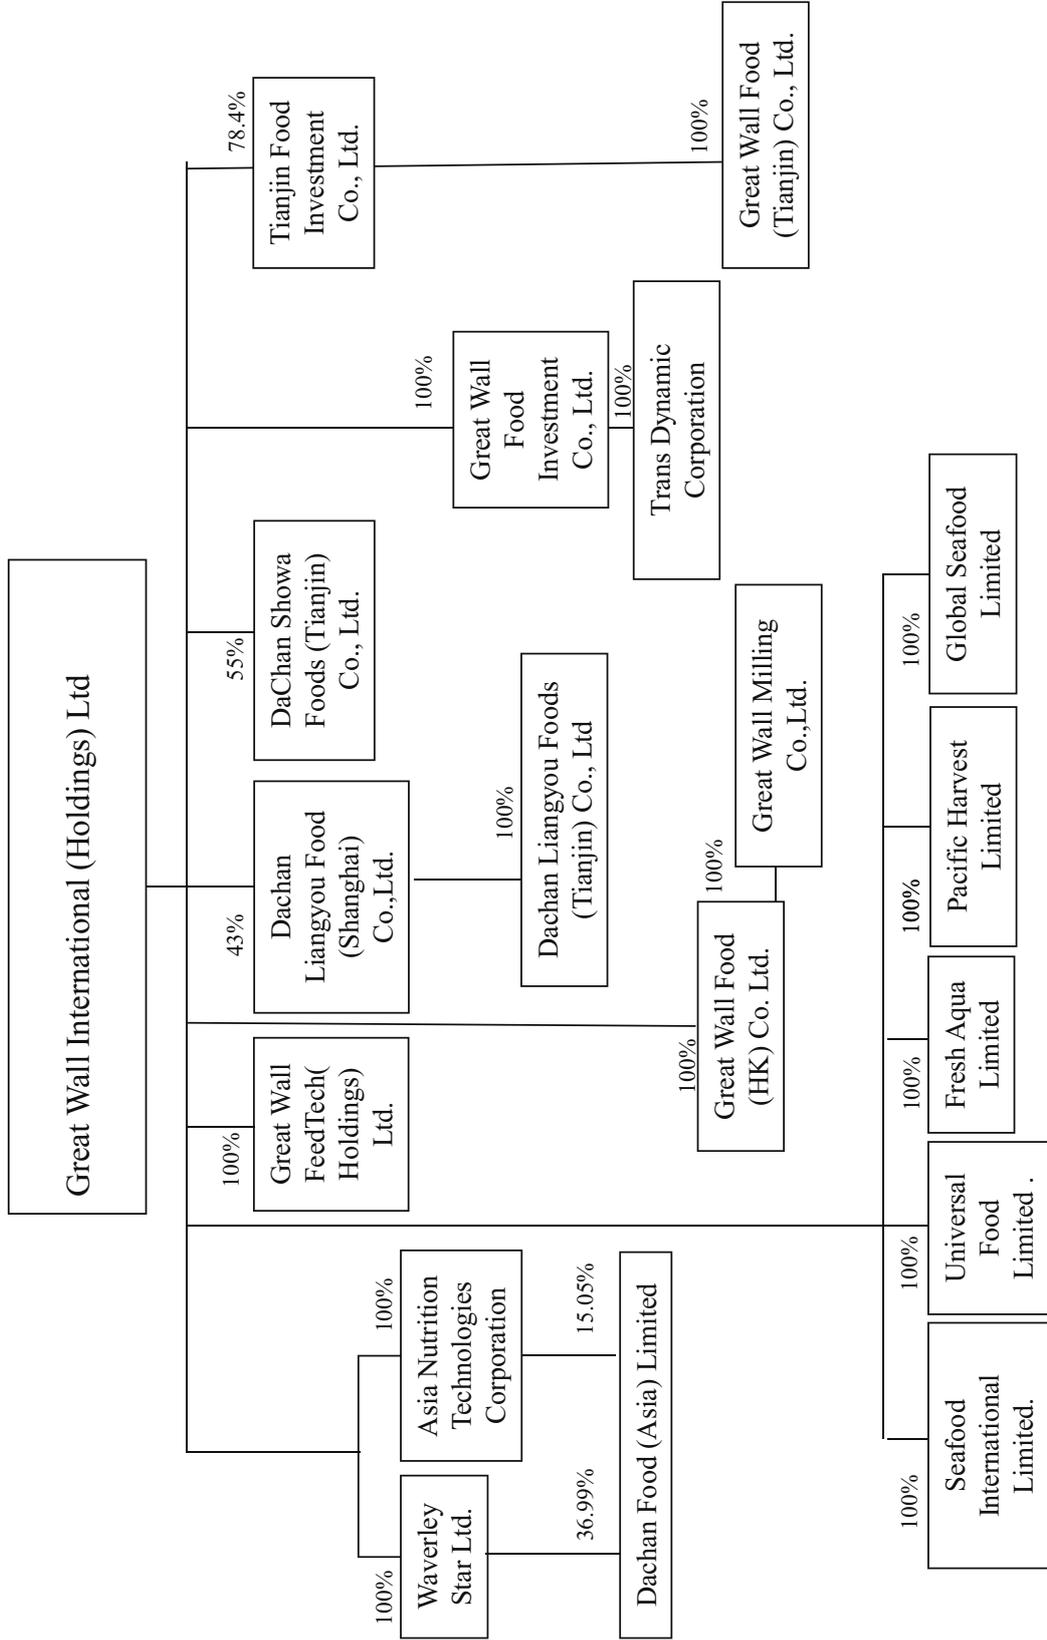 Great Wall International (Holdings) Ltd
100%
Waverley
Star Ltd.
100%
Asia Nutrition
Technologies
Corporation
36.99%
15.05%
Dachan Food (Asia) Limited
100%
Great Wall
FeedTech(
Holdings)
Ltd.
43%
Dachan
Liangyou Food
(Shanghai)
Co.,Ltd.
100%
Dachan Liangyou Foods
(Tianjin) Co., Ltd
55%
DaChan Showa
Foods (Tianjin)
Co., Ltd.
100%
Great Wall
Food
Investment
Co., Ltd.
100%
Trans Dynamic
Corporation
78.4%
Tianjin Food
Investment
Co., Ltd.
100%
Great Wall Food
(Tianjin) Co., Ltd.
100%
Great Wall Food
(HK) Co. Ltd.
100%
Great Wall Milling
Co.,Ltd.
100%
Seafood
International
Limited.
100%
Universal
Food
Limited .
100%
Fresh Aqua
Limited
100%
Pacific Harvest
Limited
100%
Global Seafood
Limited